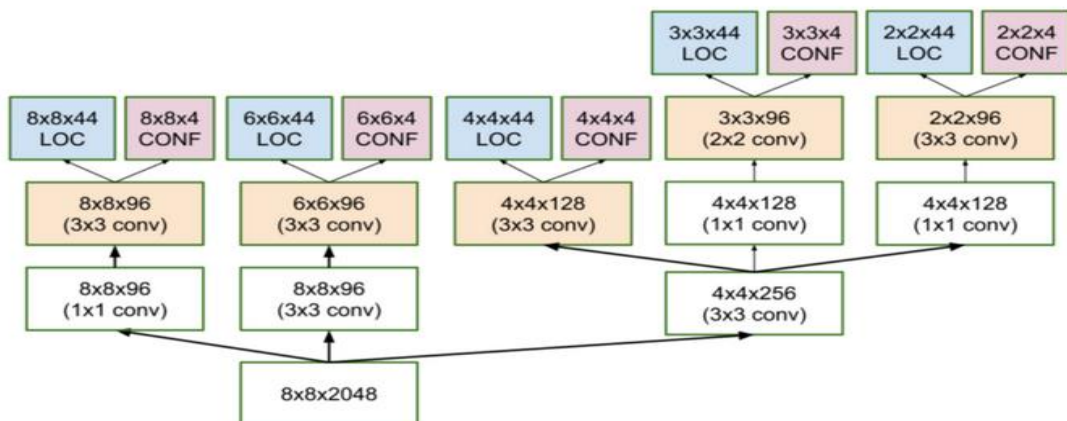 3x3x44
LOC
3x3x4
CONF
2x2x44
LOC
2x2x4
CONF
8x8x44
LOC
8x8x4
CONF
6x6x44
LOC
6x6x4
CONF
4x4x44
LOC
4x4x4
CONF
3x3x96
(2x2 conv)
2x2x96
(3x3 conv)
8x8x96
(3x3 conv)
6x6x96
(3x3 conv)
4x4x128
(3x3 conv)
4x4x128
(1x1 conv)
4x4x128
(1x1 conv)
8x8x96
(1x1 conv)
8x8x96
(3x3 conv)
4x4x256
(3x3 conv)
8x8x2048